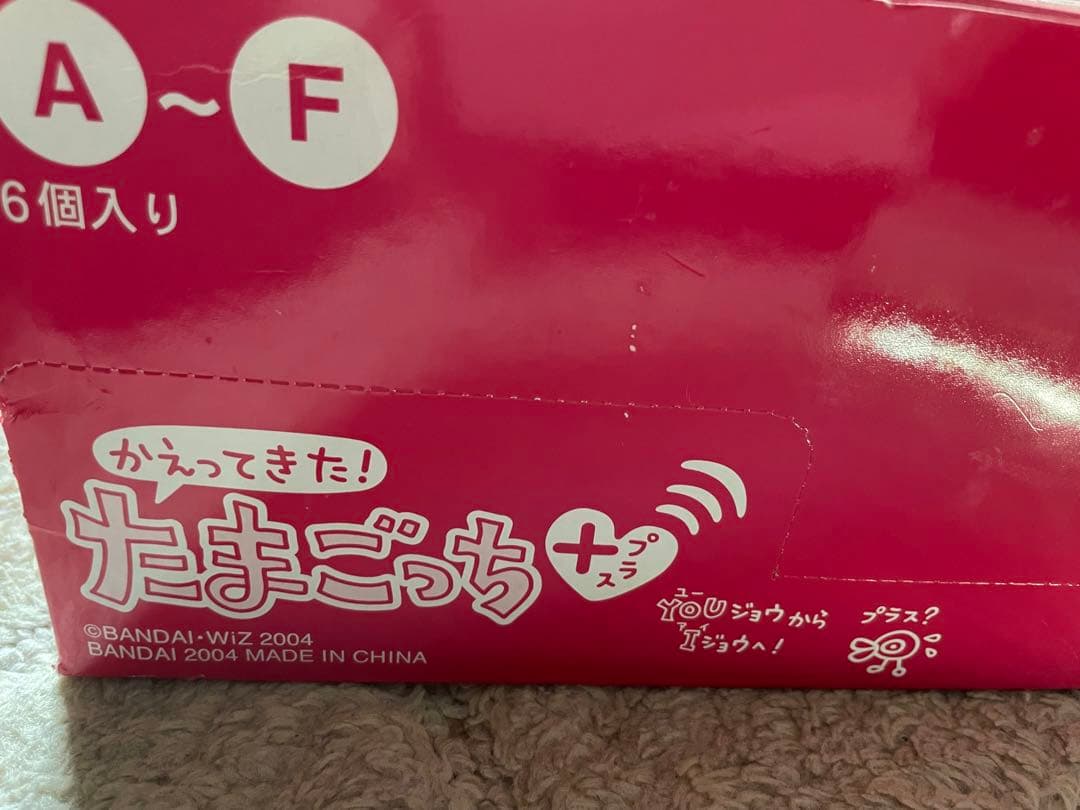 A～F
6個入り
かえってきた!
たまごっち+プラス
ユー
YOUジョウから
アイ
Iジョウへ!
プラス?
©BANDAI・WiZ 2004
BANDAI 2004 MADE IN CHINA